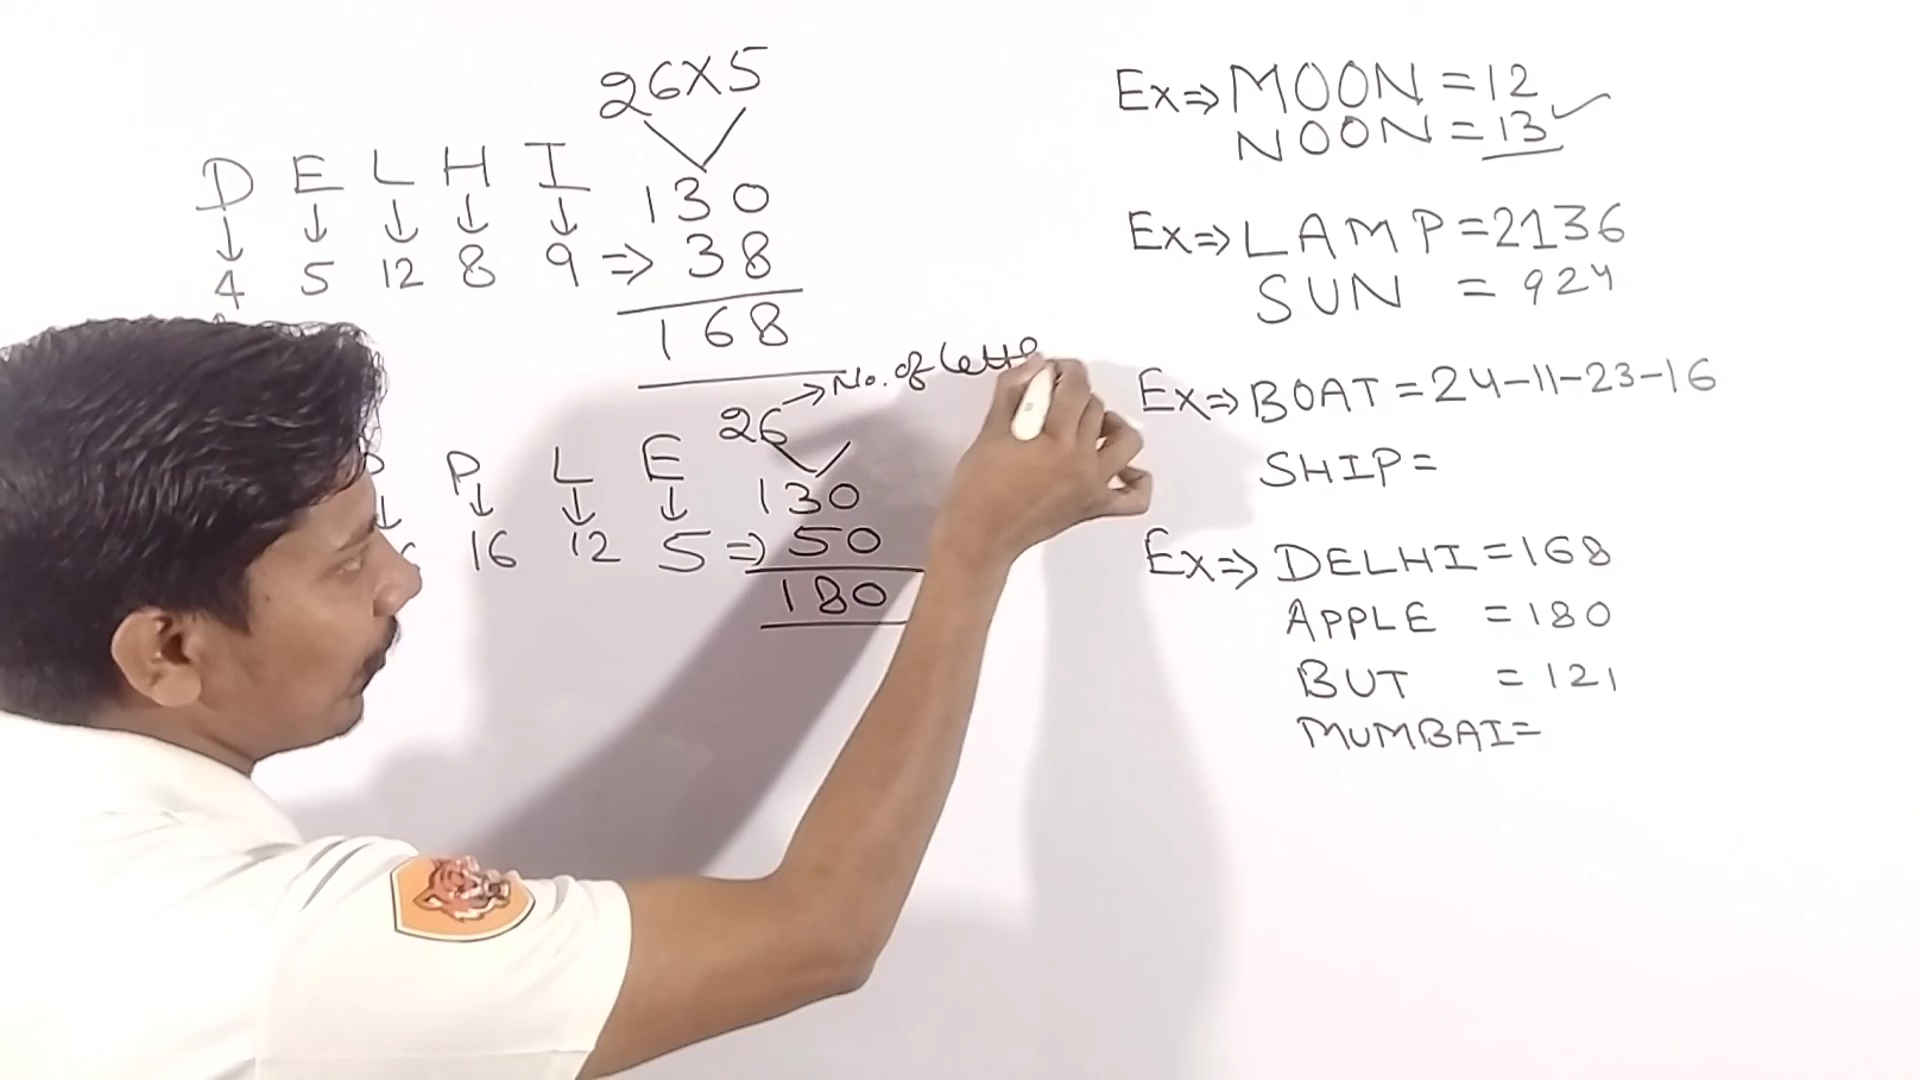 26X5
D E L H I 130
4 5 12 8 9 => 38
168
26 → No. of
P L E 130
16 12 5 => 50
180
Ex => MOON = 12
NOON = 13 ✓
Ex => LAMP = 2136
SUN = 924
Ex => BOAT = 24-11-23-16
SHIP =
Ex => DELHI = 168
APPLE = 180
BUT = 121
MUMBAI =